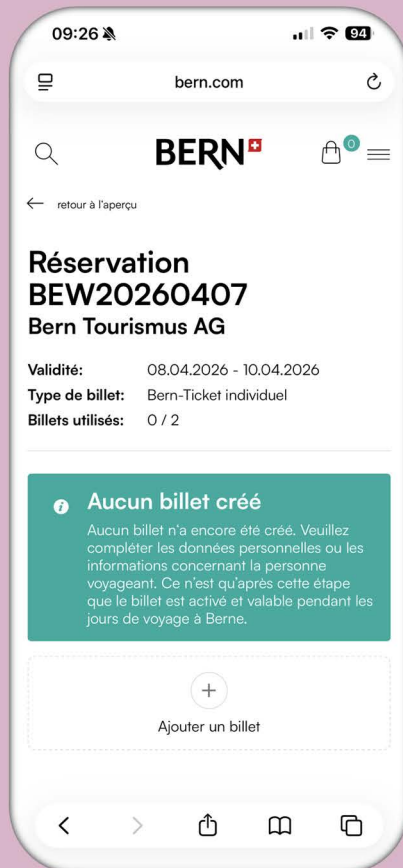 09:26
94
bern.com
BERN
0
retour à l'aperçu
Réservation
BEW20260407
Bern Tourismus AG
Validité: 08.04.2026 - 10.04.2026
Type de billet: Bern-Ticket individuel
Billets utilisés: 0 / 2
Aucun billet créé
Aucun billet n'a encore été créé. Veuillez
compléter les données personnelles ou les
informations concernant la personne
voyageant. Ce n'est qu'après cette étape
que le billet est activé et valable pendant les
jours de voyage à Berne.
Ajouter un billet